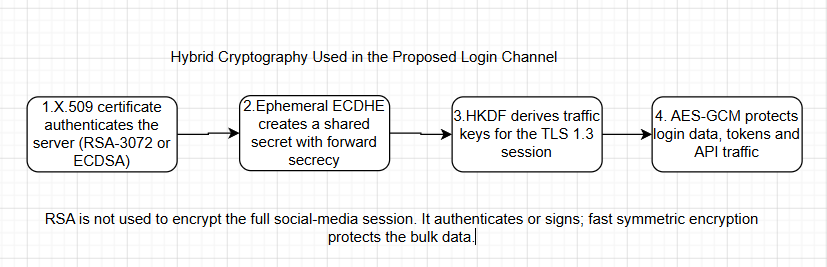 Hybrid Cryptography Used in the Proposed Login Channel
1.X.509 certificate
authenticates the
server (RSA-3072 or
ECDSA)
2.Ephemeral ECDHE
creates a shared
secret with forward
secrecy
3.HKDF derives traffic
keys for the TLS 1.3
session
4. AES-GCM protects
login data, tokens and
API traffic
RSA is not used to encrypt the full social-media session. It authenticates or signs; fast symmetric encryption
protects the bulk data.